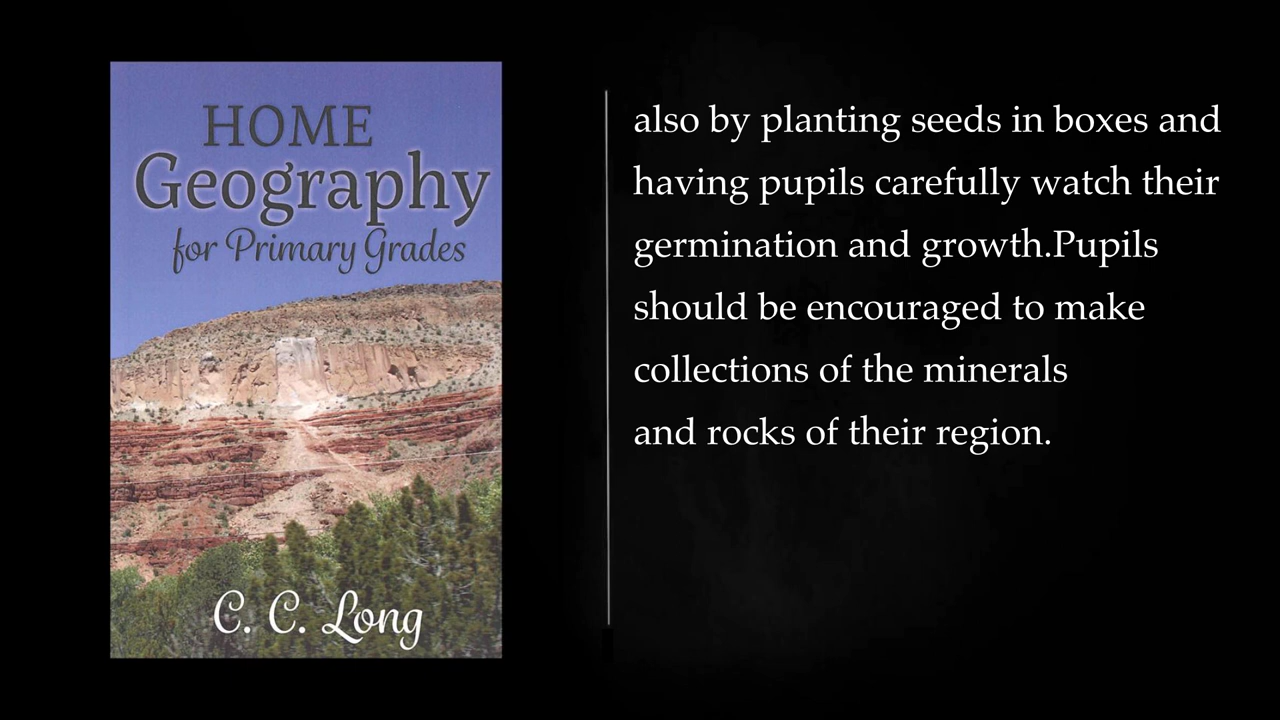 HOME
Geography
for Primary Grades
C. C. Long
also by planting seeds in boxes and
having pupils carefully watch their
germination and growth.Pupils
should be encouraged to make
collections of the minerals
and rocks of their region.